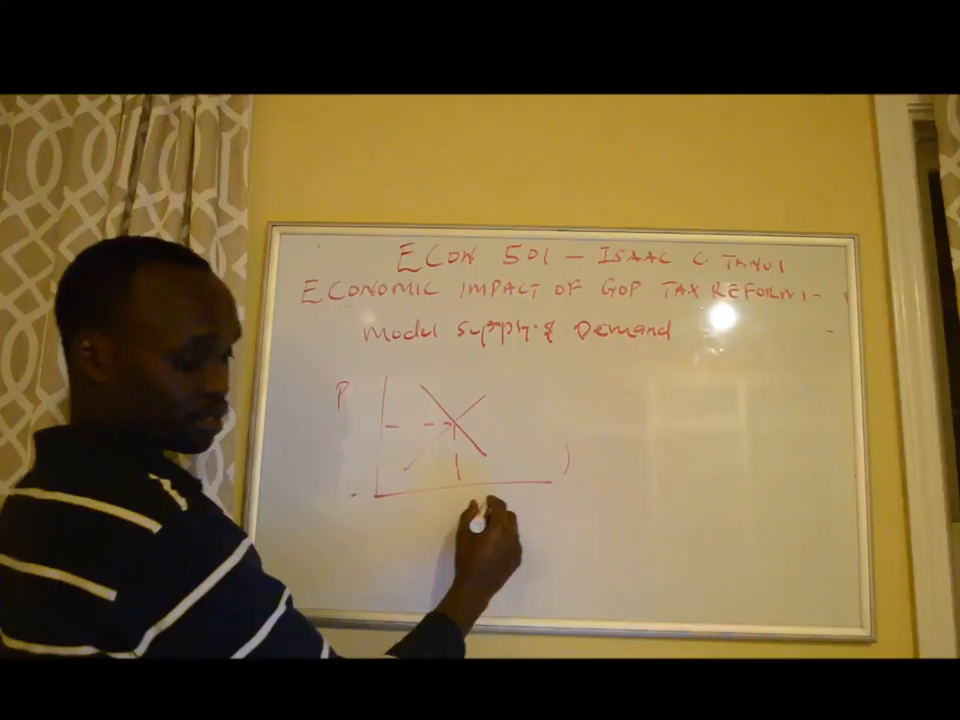 ECON 501 - ISAAC C. TANUI
ECONOMIC IMPACT OF GOP TAX REFORM :-
Model Supply & Demand
P